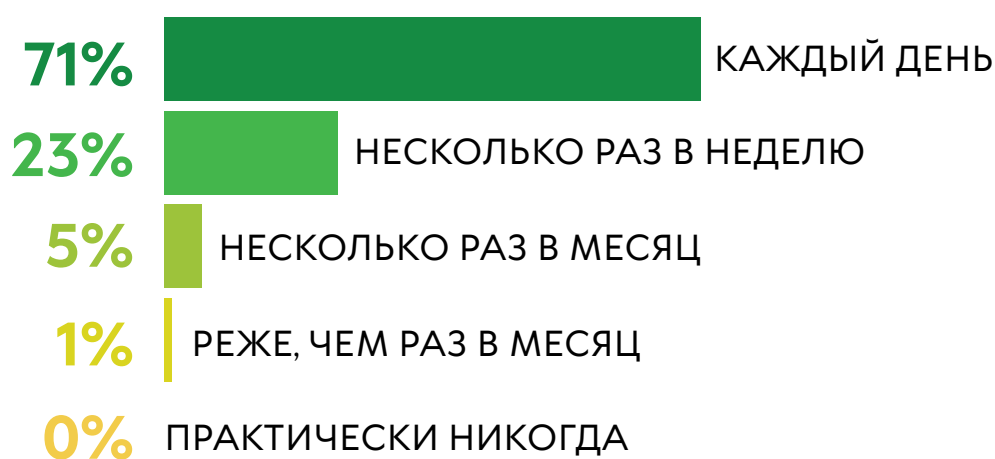 71% КАЖДЫЙ ДЕНЬ
23% НЕСКОЛЬКО РАЗ В НЕДЕЛЮ
5% НЕСКОЛЬКО РАЗ В МЕСЯЦ
1% РЕЖЕ, ЧЕМ РАЗ В МЕСЯЦ
0% ПРАКТИЧЕСКИ НИКОГДА